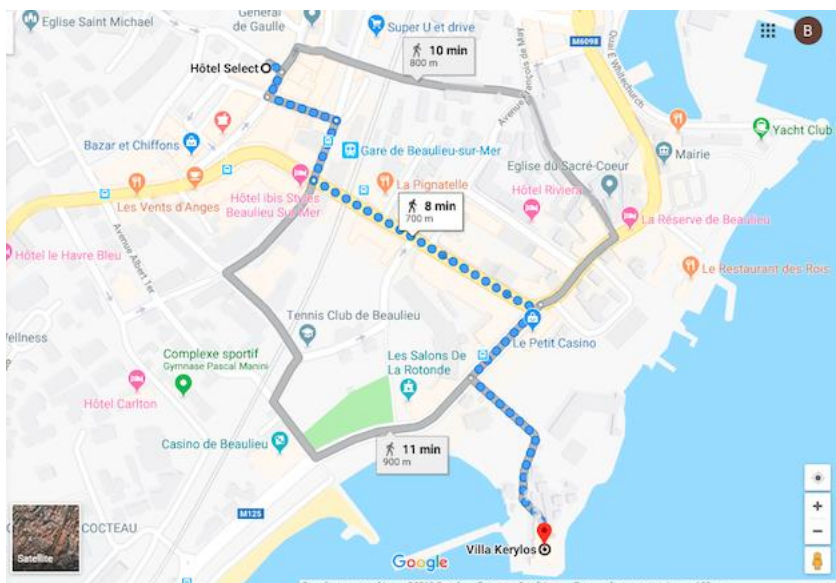 Eglise Saint Michael
General
de Gaulle
Super U et drive
M6098
Quai E Whitechurch
B
10 min
800 m
Hôtel Select
Yacht Club
Bazar et Chiffons
Gare de Beaulieu-sur-Mer
Eglise du Sacré-Coeur
Mairie
Hôtel ibis Styles
Beaulieu Sur Mer
La Pignatelle
Hôtel Riviera
Les Vents d'Anges
8 min
700 m
La Réserve de Beaulieu
Avenue Albert 1er
Hôtel le Havre Bleu
Le Restaurant des Rois
Tennis Club de Beaulieu
Le Petit Casino
Wellness
Complexe sportif
Gymnase Pascal Manini
Les Salons De
La Rotonde
Hôtel Carlton
Casino de Beaulieu
11 min
900 m
M125
COCTEAU
Satellite
Google
Villa Kerylos
+
−